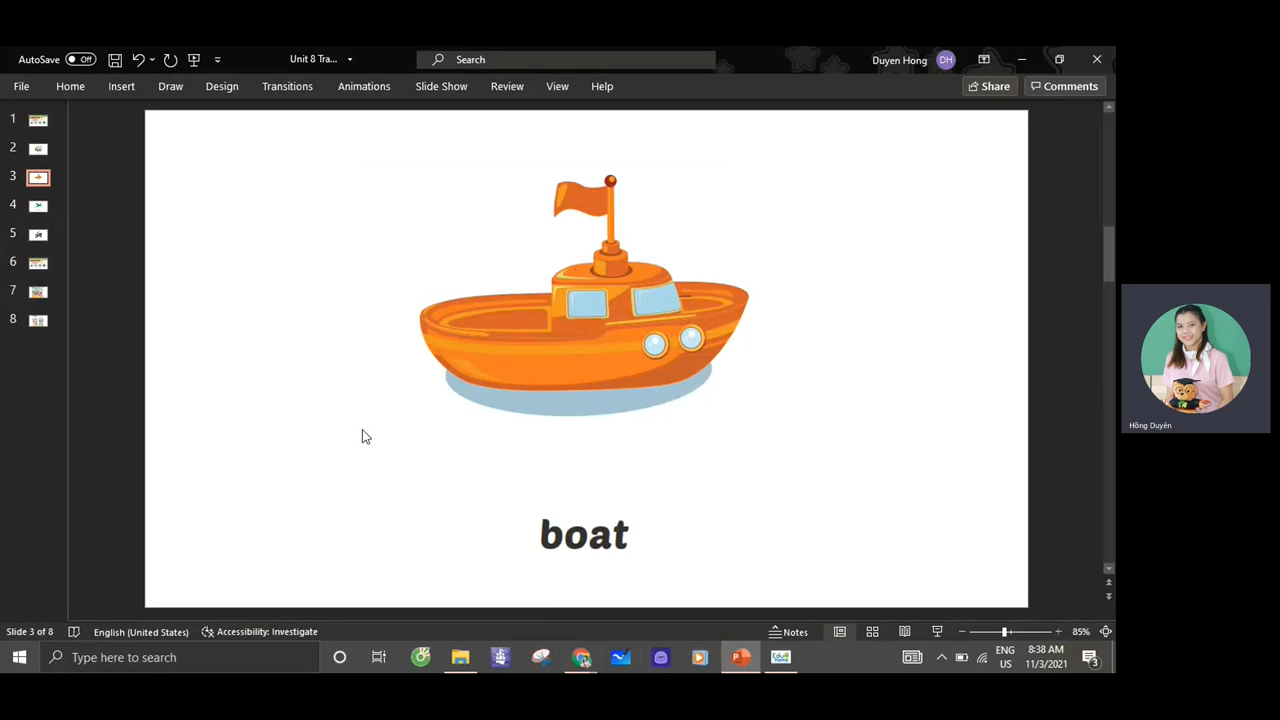 AutoSave Off Unit 8 Tra... Search Duyen Hong DH
File Home Insert Draw Design Transitions Animations Slide Show Review View Help Share Comments
1
2
3
4
5
6
7
8
boat
Hồng Duyên
Slide 3 of 8 English (United States) Accessibility: Investigate Notes 85%
Type here to search
ENG
US
8:38 AM
11/3/2021
3